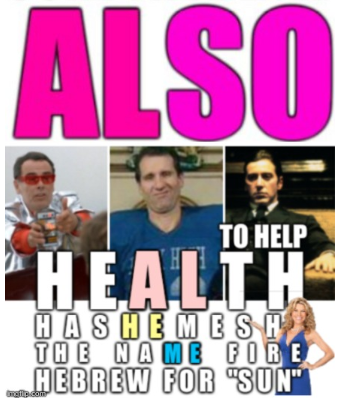 ALSO
TO HELP
HEALTH
HASHEMESH
THE NAME FIRE
HEBREW FOR "SUN"
imgflip.com